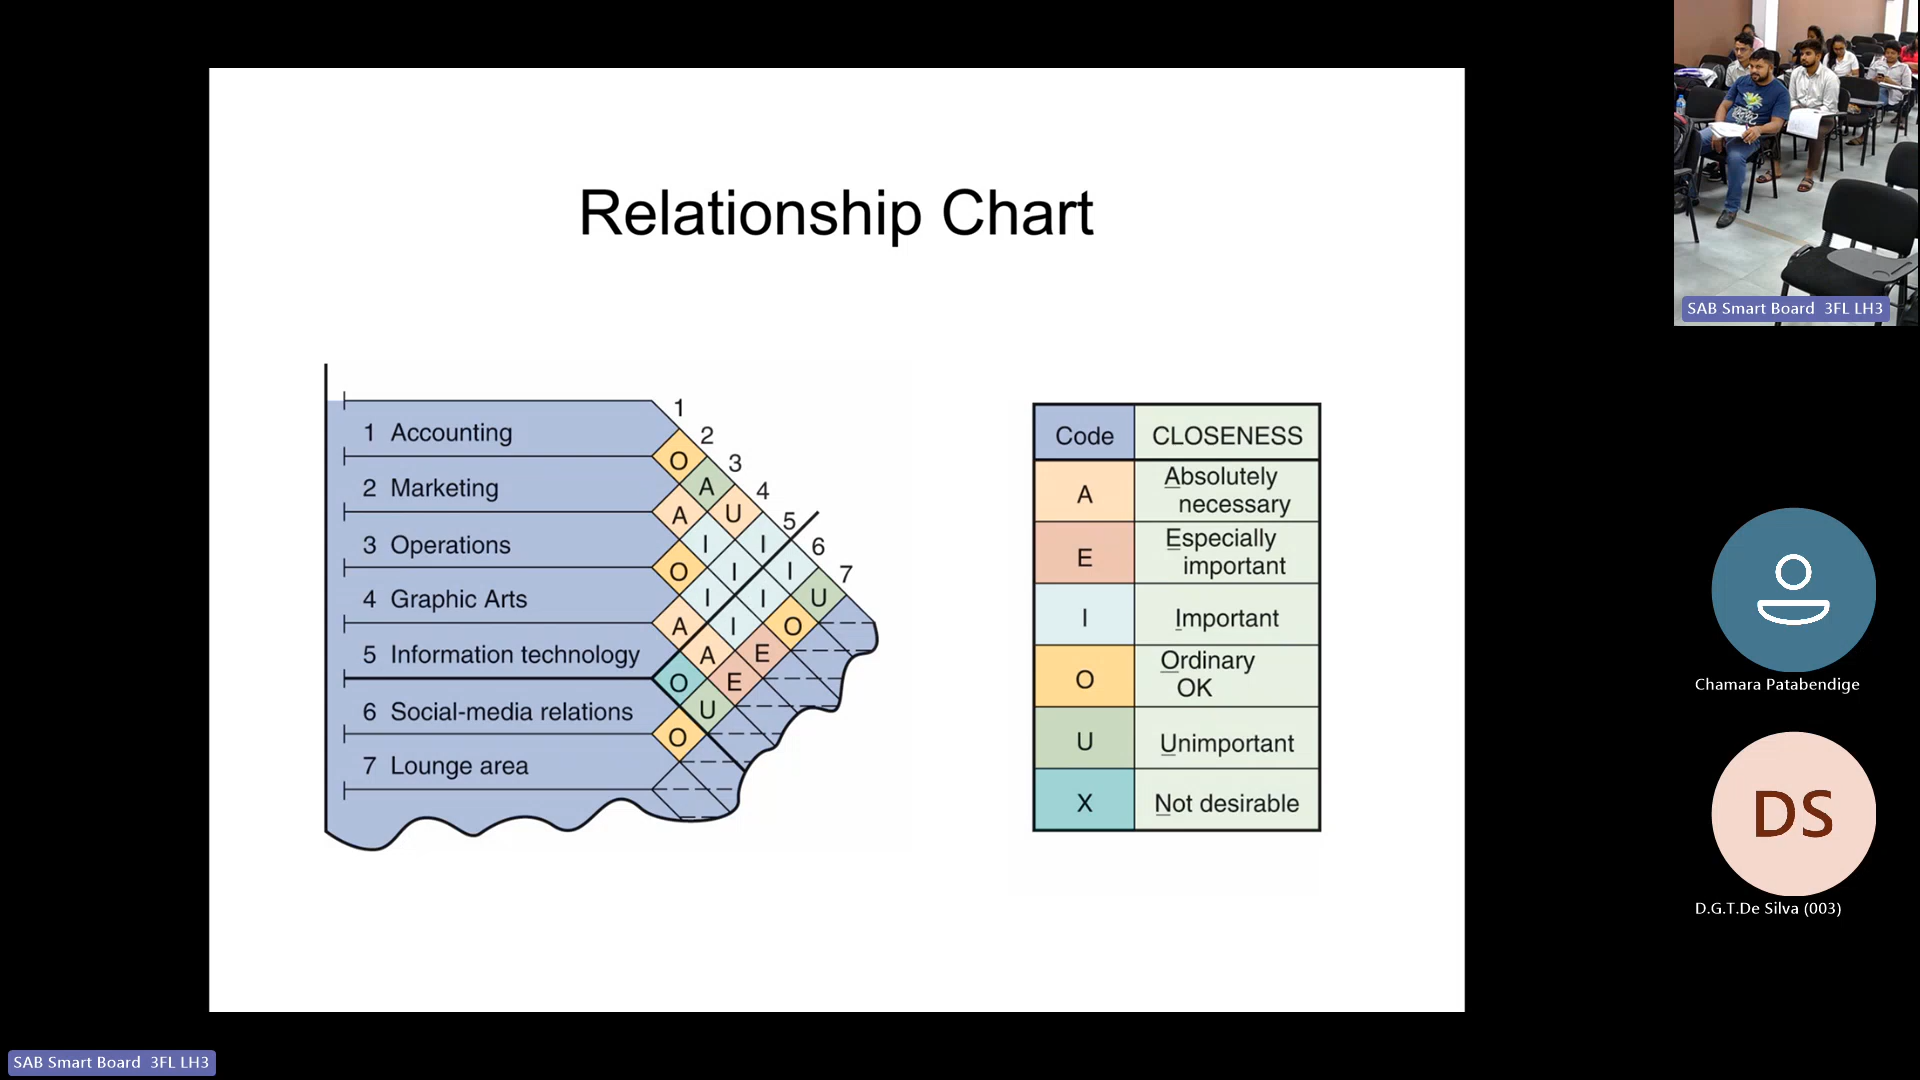 Relationship Chart
1 Accounting
2 Marketing
3 Operations
4 Graphic Arts
5 Information technology
6 Social-media relations
7 Lounge area
1
2
3
4
5
6
7
O
A
A
U
I
I
O
I
I
I
I
U
A
I
O
A
E
O
E
U
O
Code CLOSENESS
A Absolutely
necessary
E Especially
important
I Important
O Ordinary
OK
U Unimportant
X Not desirable
SAB Smart Board 3FL LH3
Chamara Patabendige
DS
D.G.T.De Silva (003)
SAB Smart Board 3FL LH3